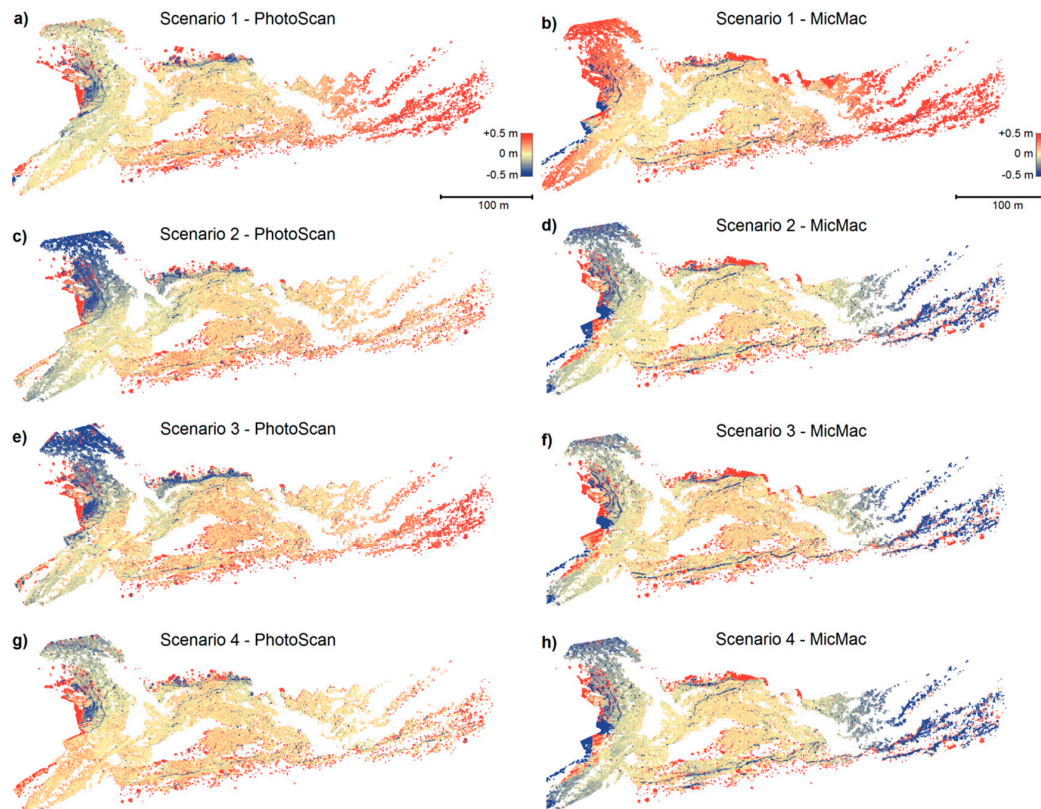 a) Scenario 1 - PhotoScan
b) Scenario 1 - MicMac
+0.5 m
0 m
-0.5 m
100 m
+0.5 m
0 m
-0.5 m
100 m
c) Scenario 2 - PhotoScan
d) Scenario 2 - MicMac
e) Scenario 3 - PhotoScan
f) Scenario 3 - MicMac
g) Scenario 4 - PhotoScan
h) Scenario 4 - MicMac